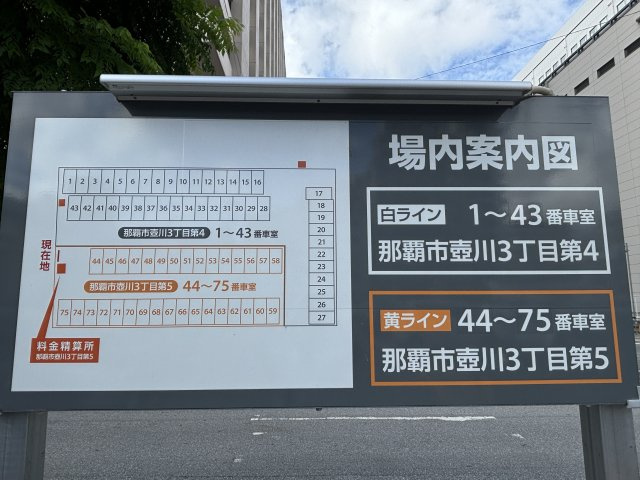 場内案内図
白ライン 1～43番車室
那覇市壺川3丁目第4
黄ライン 44～75番車室
那覇市壺川3丁目第5
1 2 3 4 5 6 7 8 9 10 11 12 13 14 15 16
43 42 41 40 39 38 37 36 35 34 33 32 31 30 29 28
那覇市壺川3丁目第4 1～43番車室
17
18
19
20
21
22
23
24
25
26
27
現在地
44 45 46 47 48 49 50 51 52 53 54 55 56 57 58
那覇市壺川3丁目第5 44～75番車室
75 74 73 72 71 70 69 68 67 66 65 64 63 62 61 60 59
料金精算所
那覇市壺川3丁目第5